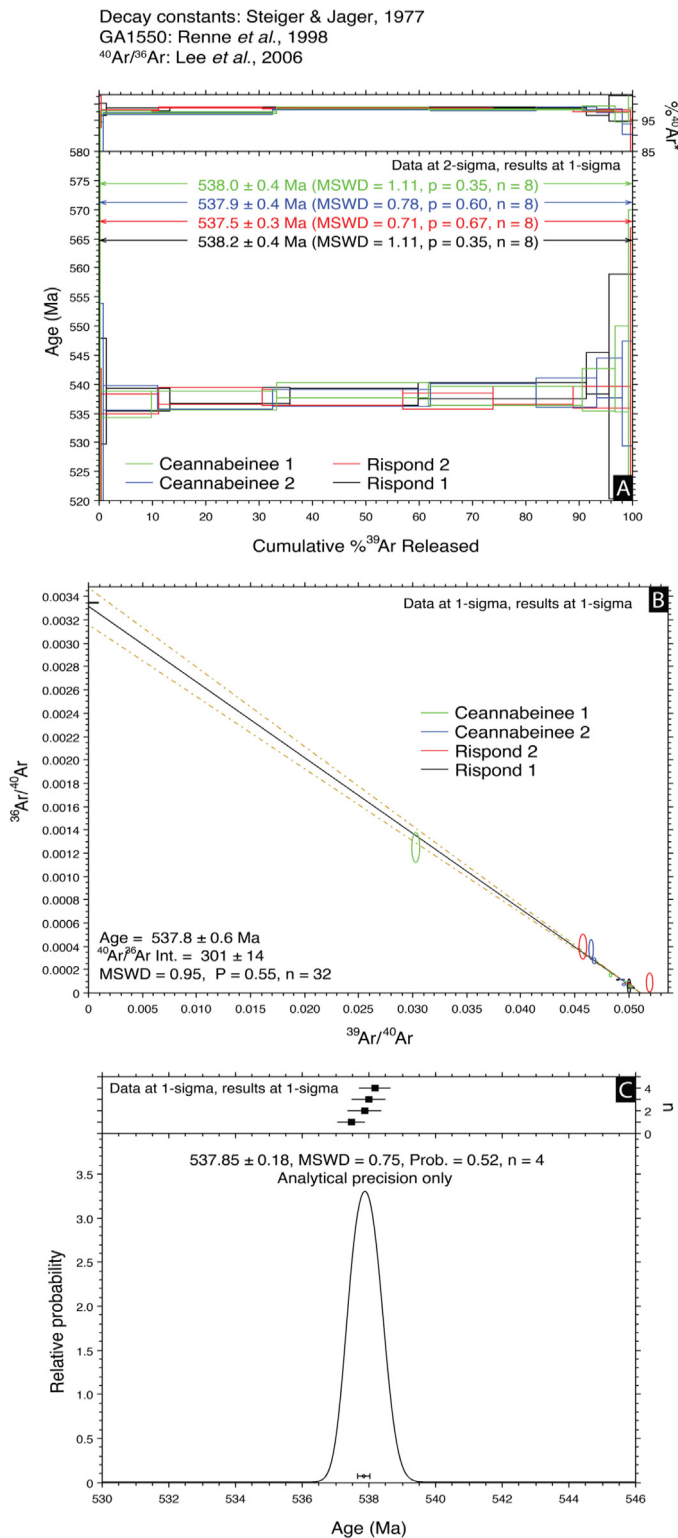 Decay constants: Steiger & Jager, 1977
GA1550: Renne et al., 1998
⁴⁰Ar/³⁶Ar: Lee et al., 2006
95
85
%⁴⁰Ar*
Data at 2-sigma, results at 1-sigma
538.0 ± 0.4 Ma (MSWD = 1.11, p = 0.35, n = 8)
537.9 ± 0.4 Ma (MSWD = 0.78, p = 0.60, n = 8)
537.5 ± 0.3 Ma (MSWD = 0.71, p = 0.67, n = 8)
538.2 ± 0.4 Ma (MSWD = 1.11, p = 0.35, n = 8)
580
575
570
565
560
555
550
545
540
535
530
525
520
Age (Ma)
Ceannabeinee 1
Ceannabeinee 2
Rispond 2
Rispond 1
A
0 10 20 30 40 50 60 70 80 90 100
Cumulative %³⁹Ar Released
B
Data at 1-sigma, results at 1-sigma
0.0034
0.0032
0.0030
0.0028
0.0026
0.0024
0.0022
0.0020
0.0018
0.0016
0.0014
0.0012
0.0010
0.0008
0.0006
0.0004
0.0002
0
³⁶Ar/⁴⁰Ar
Ceannabeinee 1
Ceannabeinee 2
Rispond 2
Rispond 1
Age = 537.8 ± 0.6 Ma
⁴⁰Ar/³⁶Ar Int. = 301 ± 14
MSWD = 0.95, P = 0.55, n = 32
0 0.005 0.010 0.015 0.020 0.025 0.030 0.035 0.040 0.045 0.050
³⁹Ar/⁴⁰Ar
C
Data at 1-sigma, results at 1-sigma
4
2
0
n
537.85 ± 0.18, MSWD = 0.75, Prob. = 0.52, n = 4
Analytical precision only
3.5
3.0
2.5
2.0
1.5
1.0
0.5
0
Relative probability
530 532 534 536 538 540 542 544 546
Age (Ma)